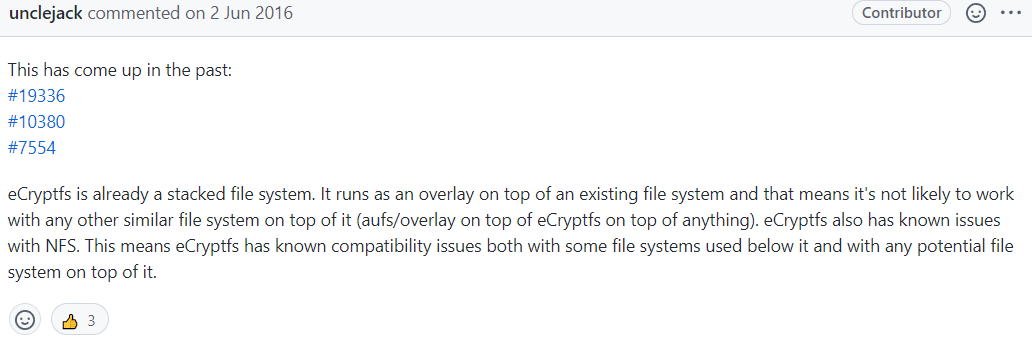 unclejack commented on 2 Jun 2016
Contributor
This has come up in the past:
#19336
#10380
#7554
eCryptfs is already a stacked file system. It runs as an overlay on top of an existing file system and that means it's not likely to work
with any other similar file system on top of it (aufs/overlay on top of eCryptfs on top of anything). eCryptfs also has known issues
with NFS. This means eCryptfs has known compatibility issues both with some file systems used below it and with any potential file
system on top of it.
3